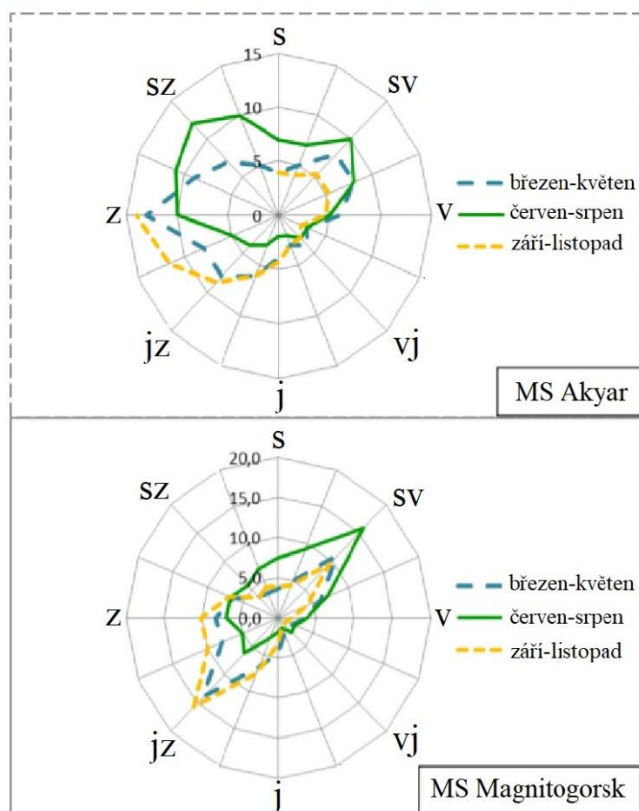 s
15
sz
sv
10
5
březen-květen
z
0
v
červen-srpen
září-listopad
jz
vj
j
MS Akyar
s
20,0
sz
15,0
sv
10,0
5,0
březen-květen
z
0,0
v
červen-srpen
září-listopad
jz
vj
j
MS Magnitogorsk